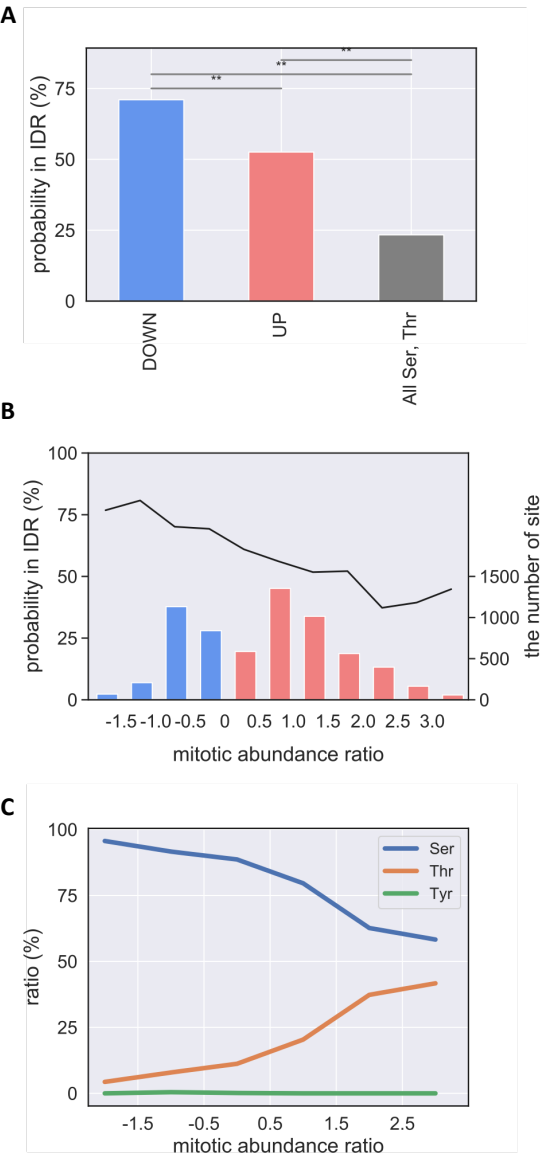 A
probability in IDR (%)
75
50
25
0
**
**
**
DOWN
UP
All Ser, Thr
B
probability in IDR (%)
100
75
50
25
0
1500
1000
500
0
the number of site
-1.5 -1.0 -0.5 0 0.5 1.0 1.5 2.0 2.5 3.0
mitotic abundance ratio
C
ratio (%)
100
75
50
25
0
Ser
Thr
Tyr
-1.5 -0.5 0.5 1.5 2.5
mitotic abundance ratio